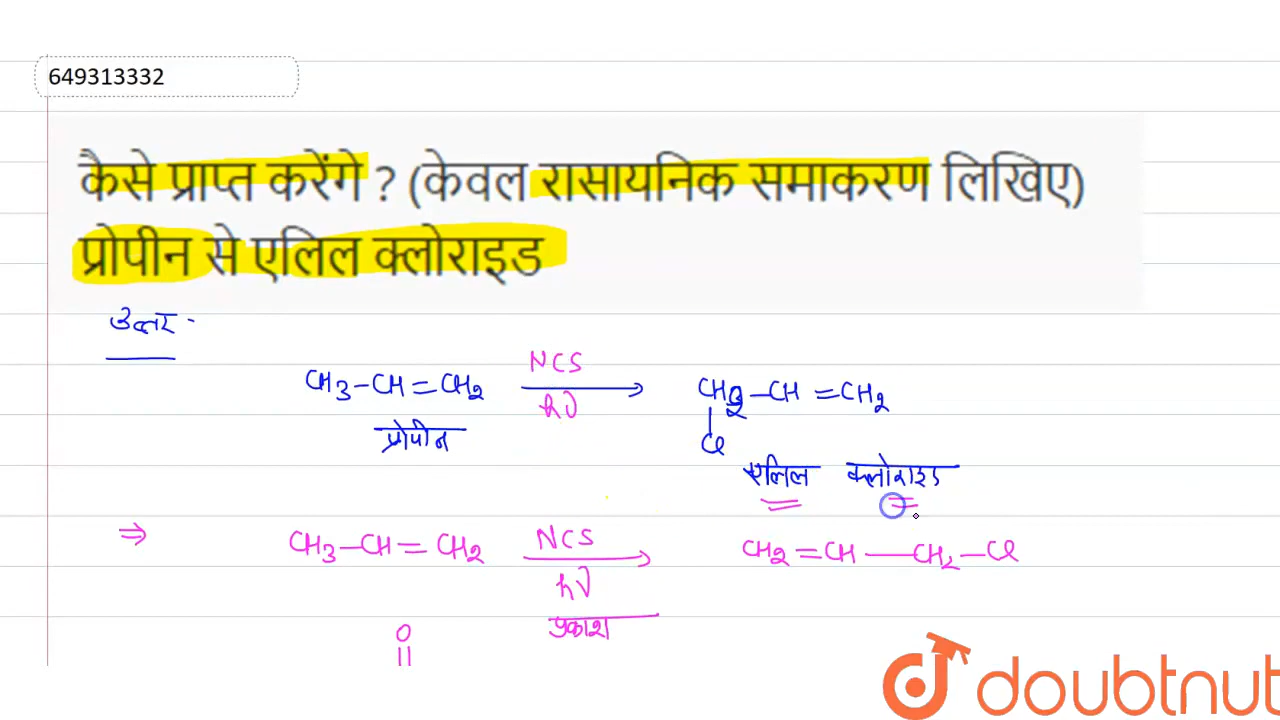 649313332
कैसे प्राप्त करेंगे ? (केवल रासायनिक समाकरण लिखिए)
प्रोपीन से एलिल क्लोराइड
उत्तर -
CH3-CH=CH2 NCS hν CH2-CH=CH2
प्रोपीन Cl
एलिल क्लोराइड
⇒ CH3-CH=CH2 NCS hν CH2=CH-CH2-Cl
प्रकाश
O
||
doubtnut